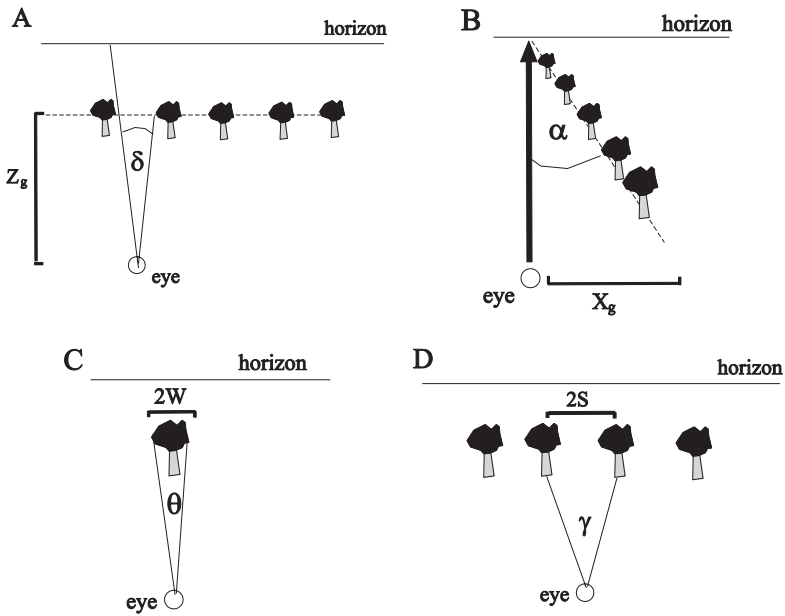 A
horizon
δ
Zg
eye
B
horizon
α
eye
Xg
C
horizon
2W
θ
eye
D
horizon
2S
γ
eye